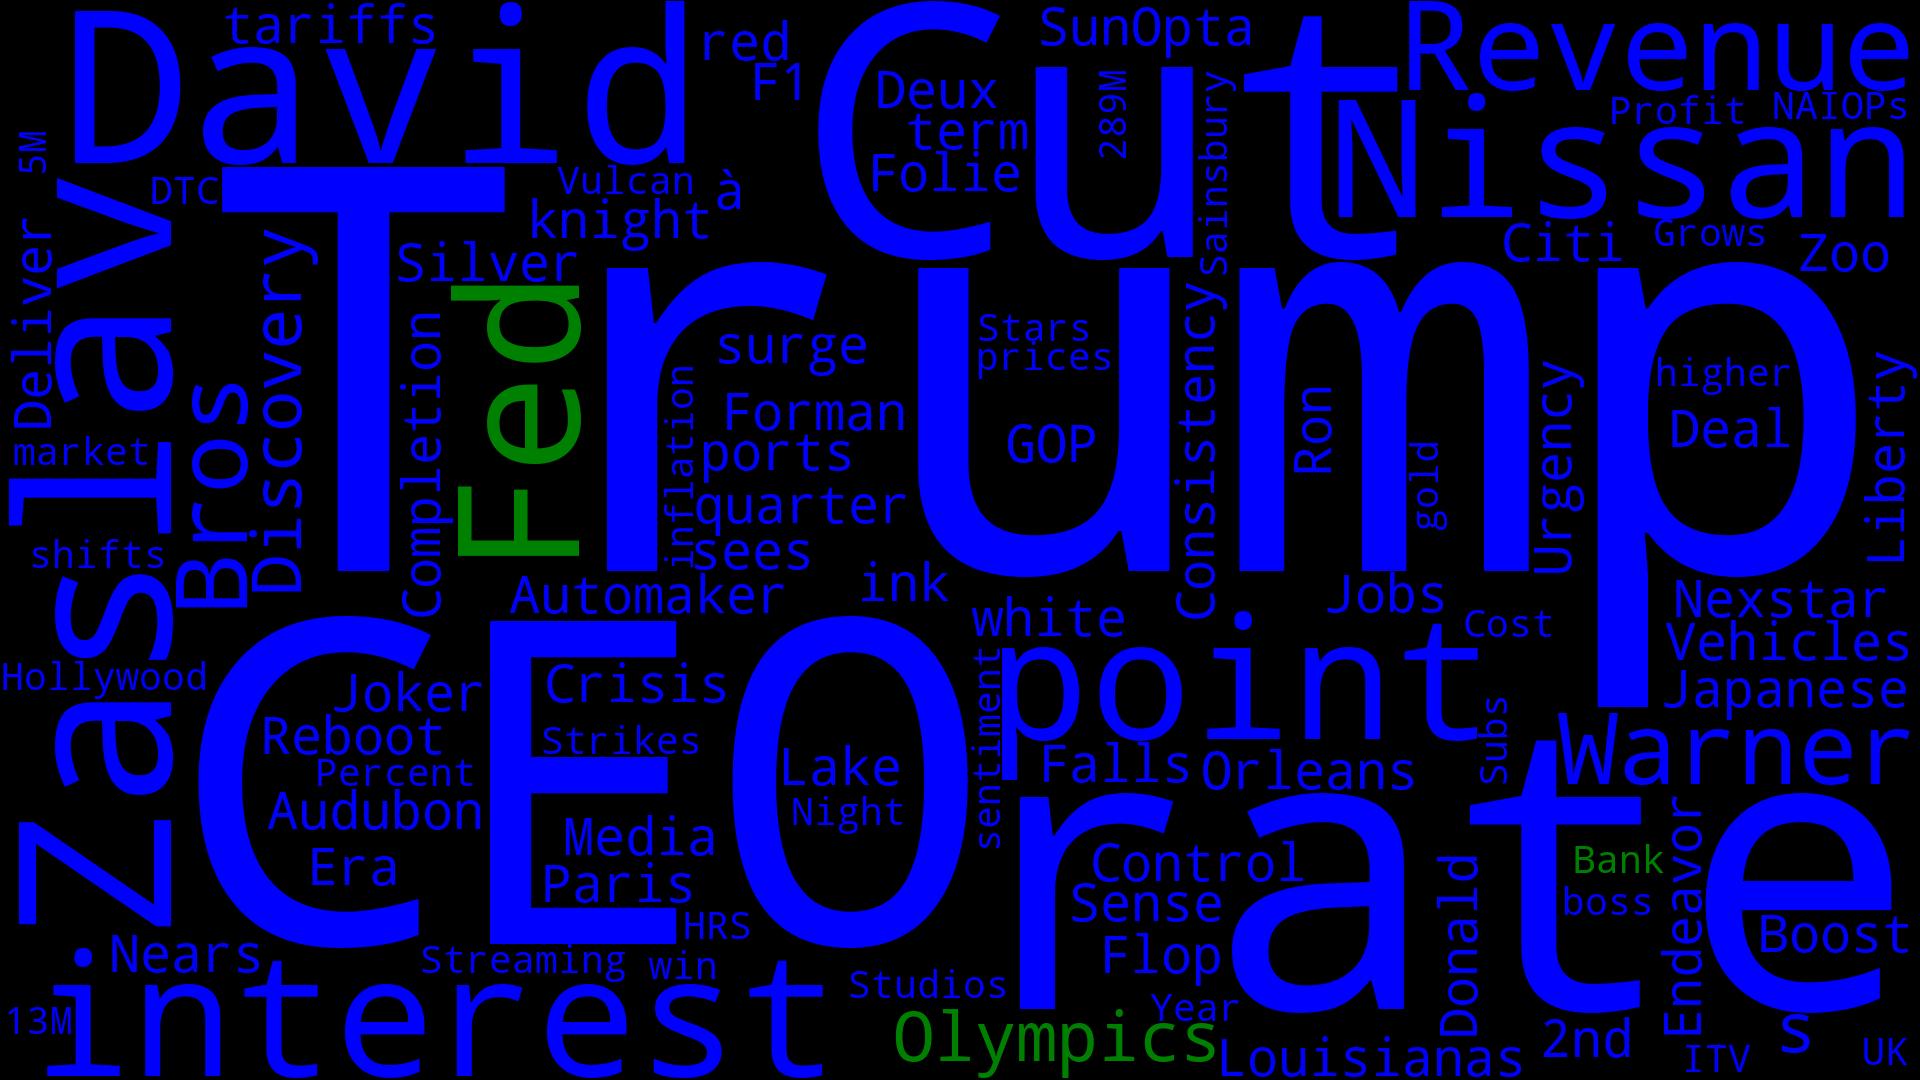 David
tariffs
red
F1
Cut
SunOpta
Revenue
Deux
term
Folie
289M
Sainsbury
Profit
NAIOPs
Nissan
5M
DTC
Vulcan
à
knight
Silver
Citi
Grows
Zoo
Zaslav
Deliver
Discovery
Bros
Trump
Completion
Fed
surge
Stars
prices
Consistency
Forman
ports
inflation
quarter
sees
GOP
Ron
gold
Urgency
higher
Deal
Liberty
market
shifts
Automaker
ink
white
Jobs
Cost
Nexstar
Vehicles
Japanese
Hollywood
CEO
Joker
Reboot
Percent
Audubon
Era
Crisis
Strikes
Media
Paris
HRS
Lake
Night
sentiment
point
Falls
Orleans
Subs
Warner
rate
Control
Sense
Flop
Donald
Bank
boss
Endeavor
Boost
Nears
Streaming
win
Studios
Year
interest
13M
Olympics
Louisianas
2nd
ITV
s
UK